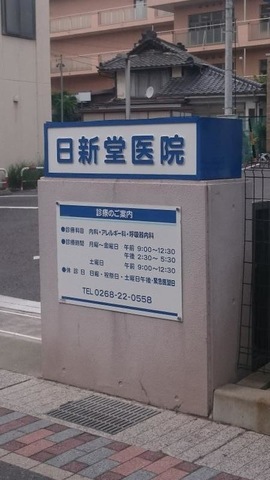 日新堂医院
診療のご案内
●診療科目 内科・アレルギー科・呼吸器内科
●診療時間 月曜～金曜日 午前 9:00～12:30
午後 2:30～5:30
土曜日 午前 9:00～12:30
●休診日 日曜・祝祭日・土曜日午後・緊急医翌日
TEL 0268-22-0558